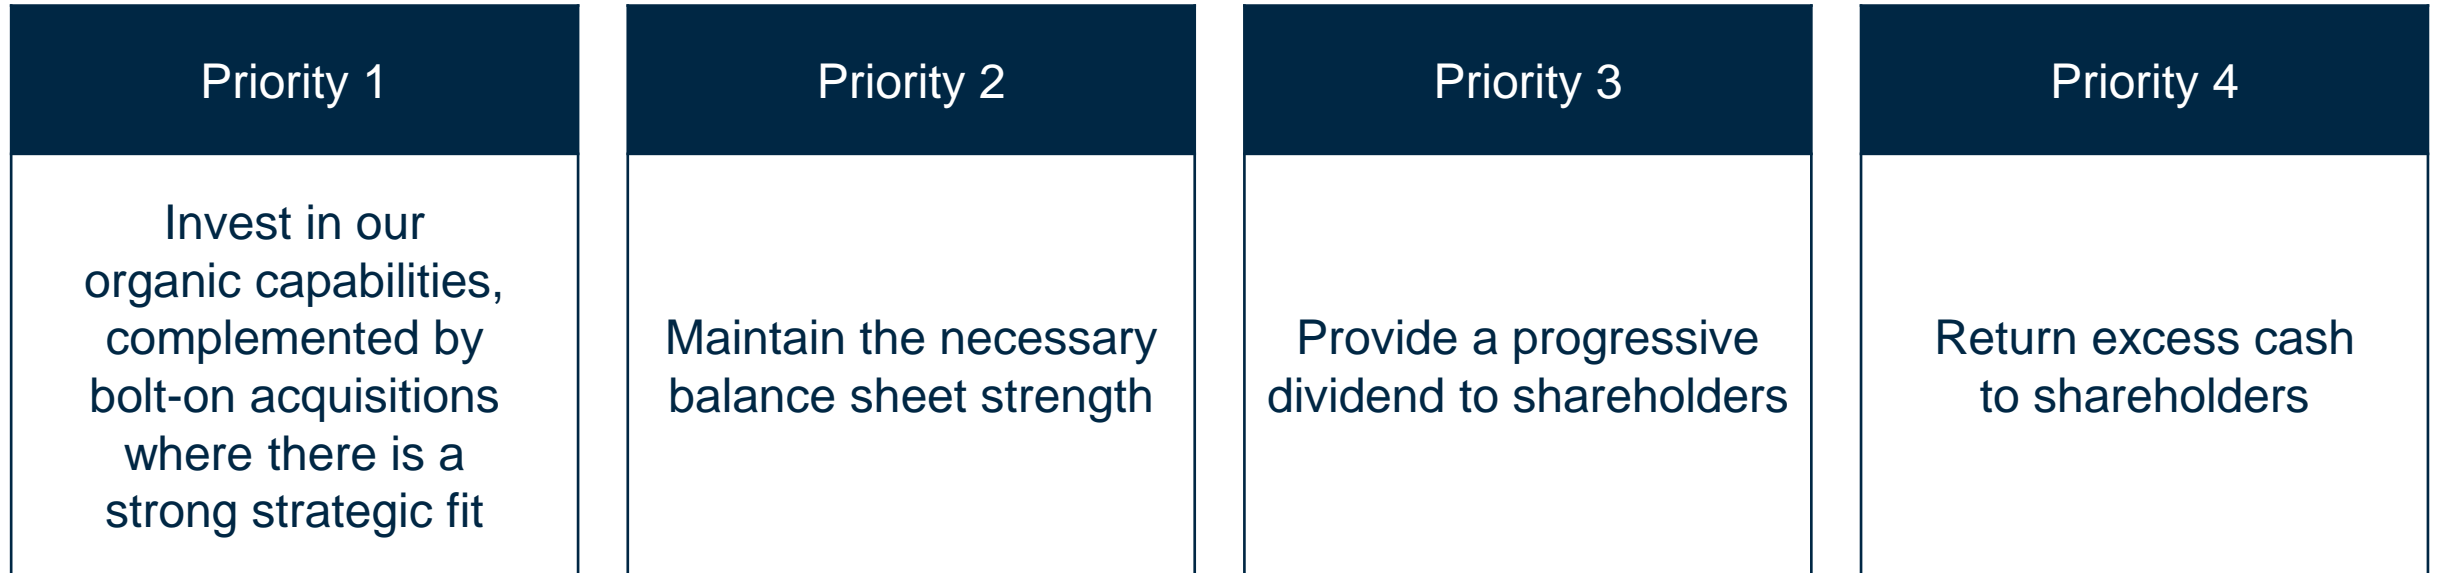 Priority 1
Invest in our
organic capabilities,
complemented by
bolt-on acquisitions
where there is a
strong strategic fit
Priority 2
Maintain the necessary
balance sheet strength
Priority 3
Provide a progressive
dividend to shareholders
Priority 4
Return excess cash
to shareholders